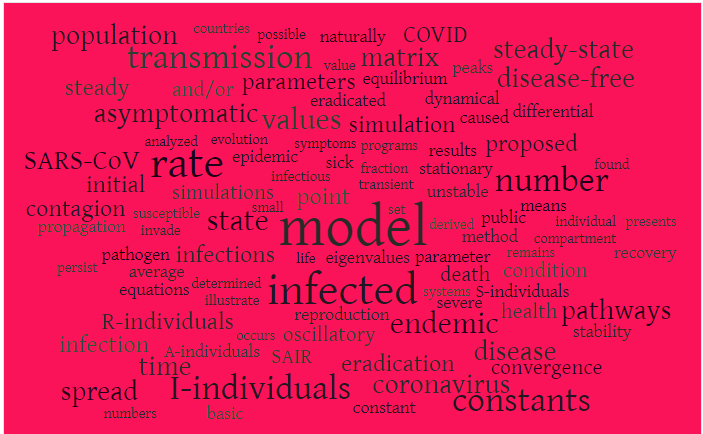 countries
population possible naturally COVID
transmission value matrix steady-state
steady and/or parameters equilibrium peaks disease-free
eradicated dynamical
asymptomatic values simulation caused differential
analyzed evolution symptoms programs results proposed
SARS-CoV rate epidemic sick fraction stationary found
initial infectious transient unstable number
simulations point means
contagion susceptible small state model set derived public individual presents
propagation invade method compartment
pathogen infections life eigenvalues parameter remains recovery
persist average determined infected death condition
equations illustrate systems S-individuals
severe
R-individuals reproduction endemic health pathways
infection occurs oscillatory stability
A-individuals SAIR disease
time eradication convergence
spread I-individuals coronavirus constants
numbers basic constant